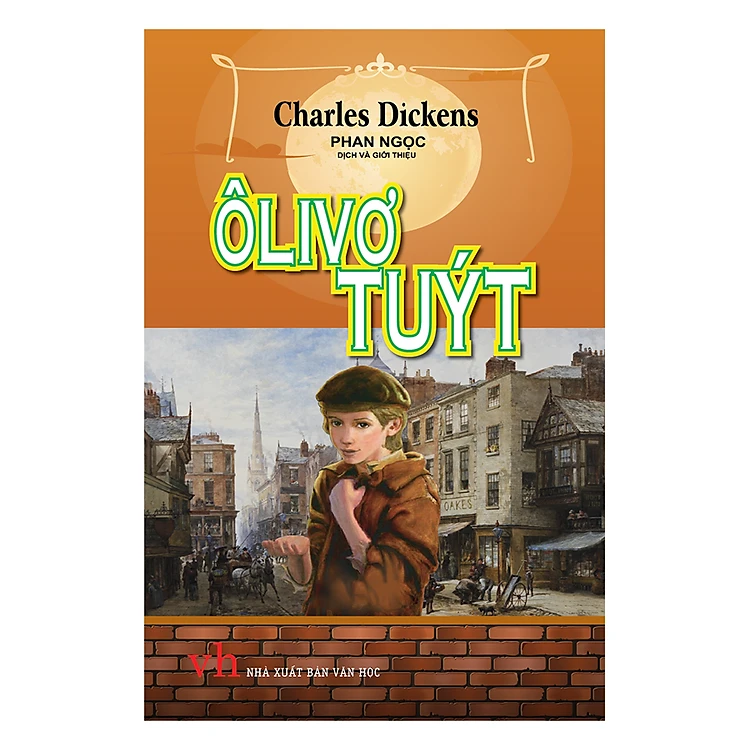 Charles Dickens
PHAN NGỌC
DỊCH VÀ GIỚI THIỆU
ÔLIVƠ
TUÝT
OAKES
vh NHÀ XUẤT BẢN VĂN HỌC